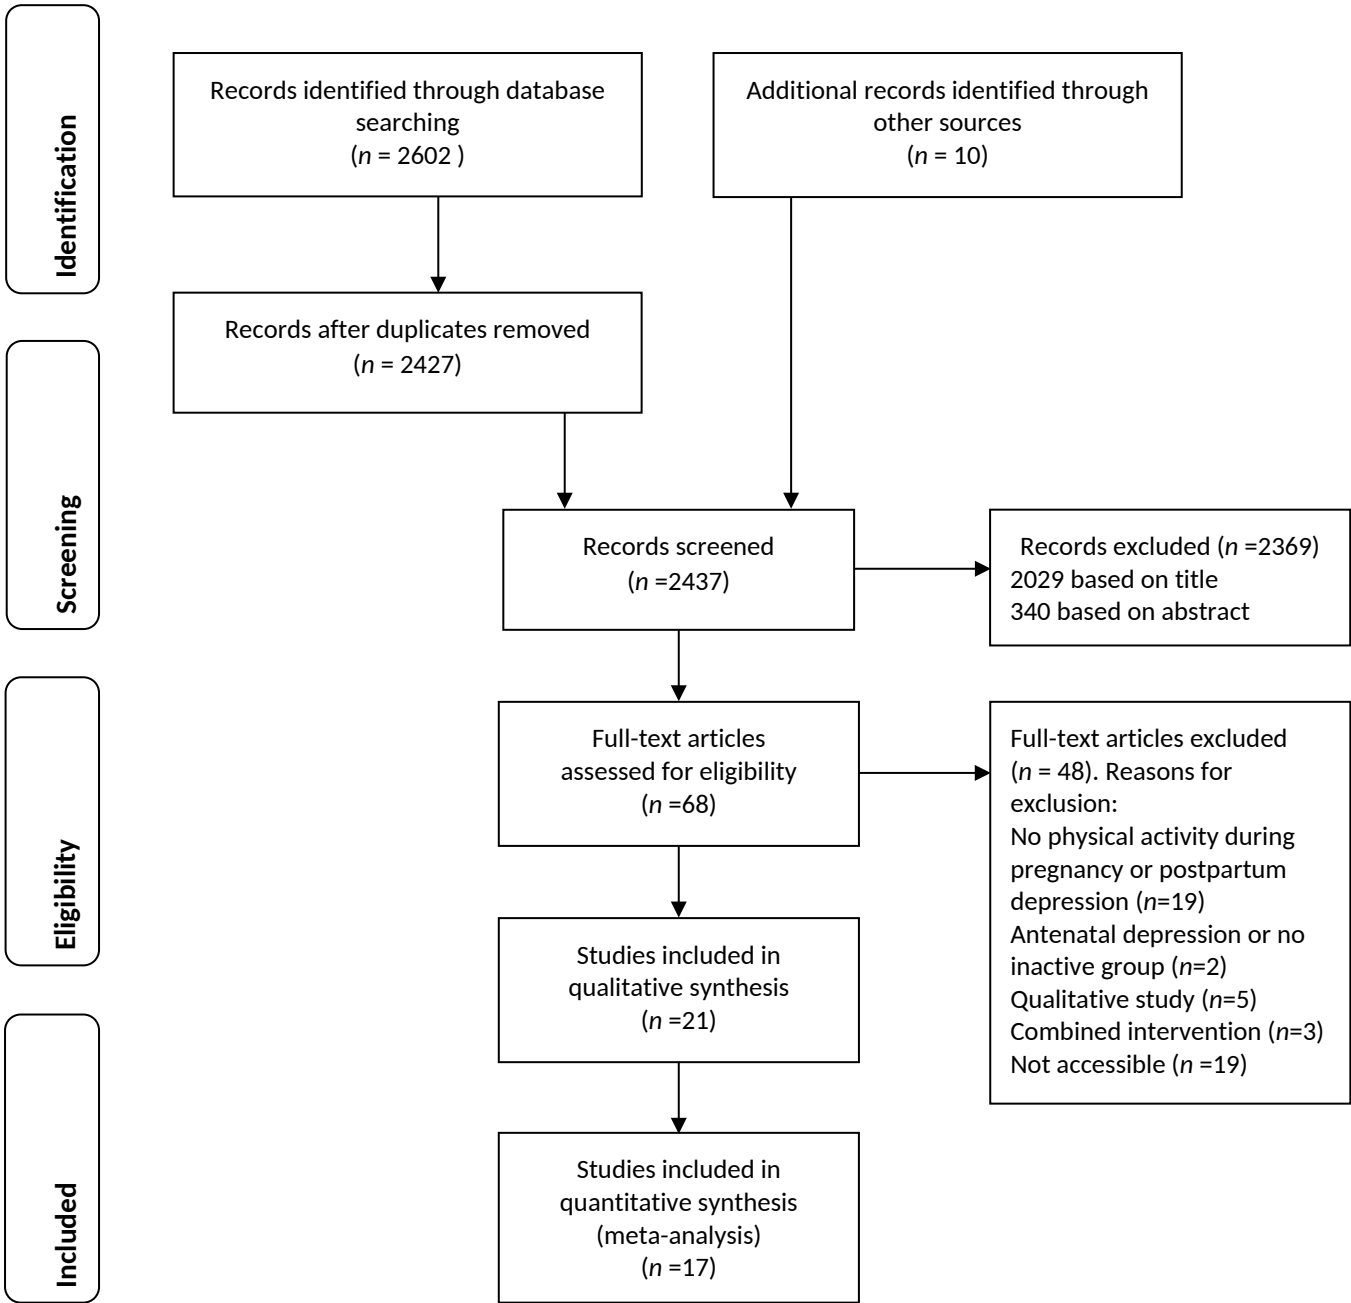 Identification
Records identified through database
searching
(n = 2602 )
Additional records identified through
other sources
(n = 10)
Records after duplicates removed
(n = 2427)
Screening
Records screened
(n =2437)
Records excluded (n =2369)
2029 based on title
340 based on abstract
Eligibility
Full-text articles
assessed for eligibility
(n =68)
Full-text articles excluded
(n = 48). Reasons for
exclusion:
No physical activity during
pregnancy or postpartum
depression (n=19)
Antenatal depression or no
inactive group (n=2)
Qualitative study (n=5)
Combined intervention (n=3)
Not accessible (n =19)
Studies included in
qualitative synthesis
(n =21)
Included
Studies included in
quantitative synthesis
(meta-analysis)
(n =17)